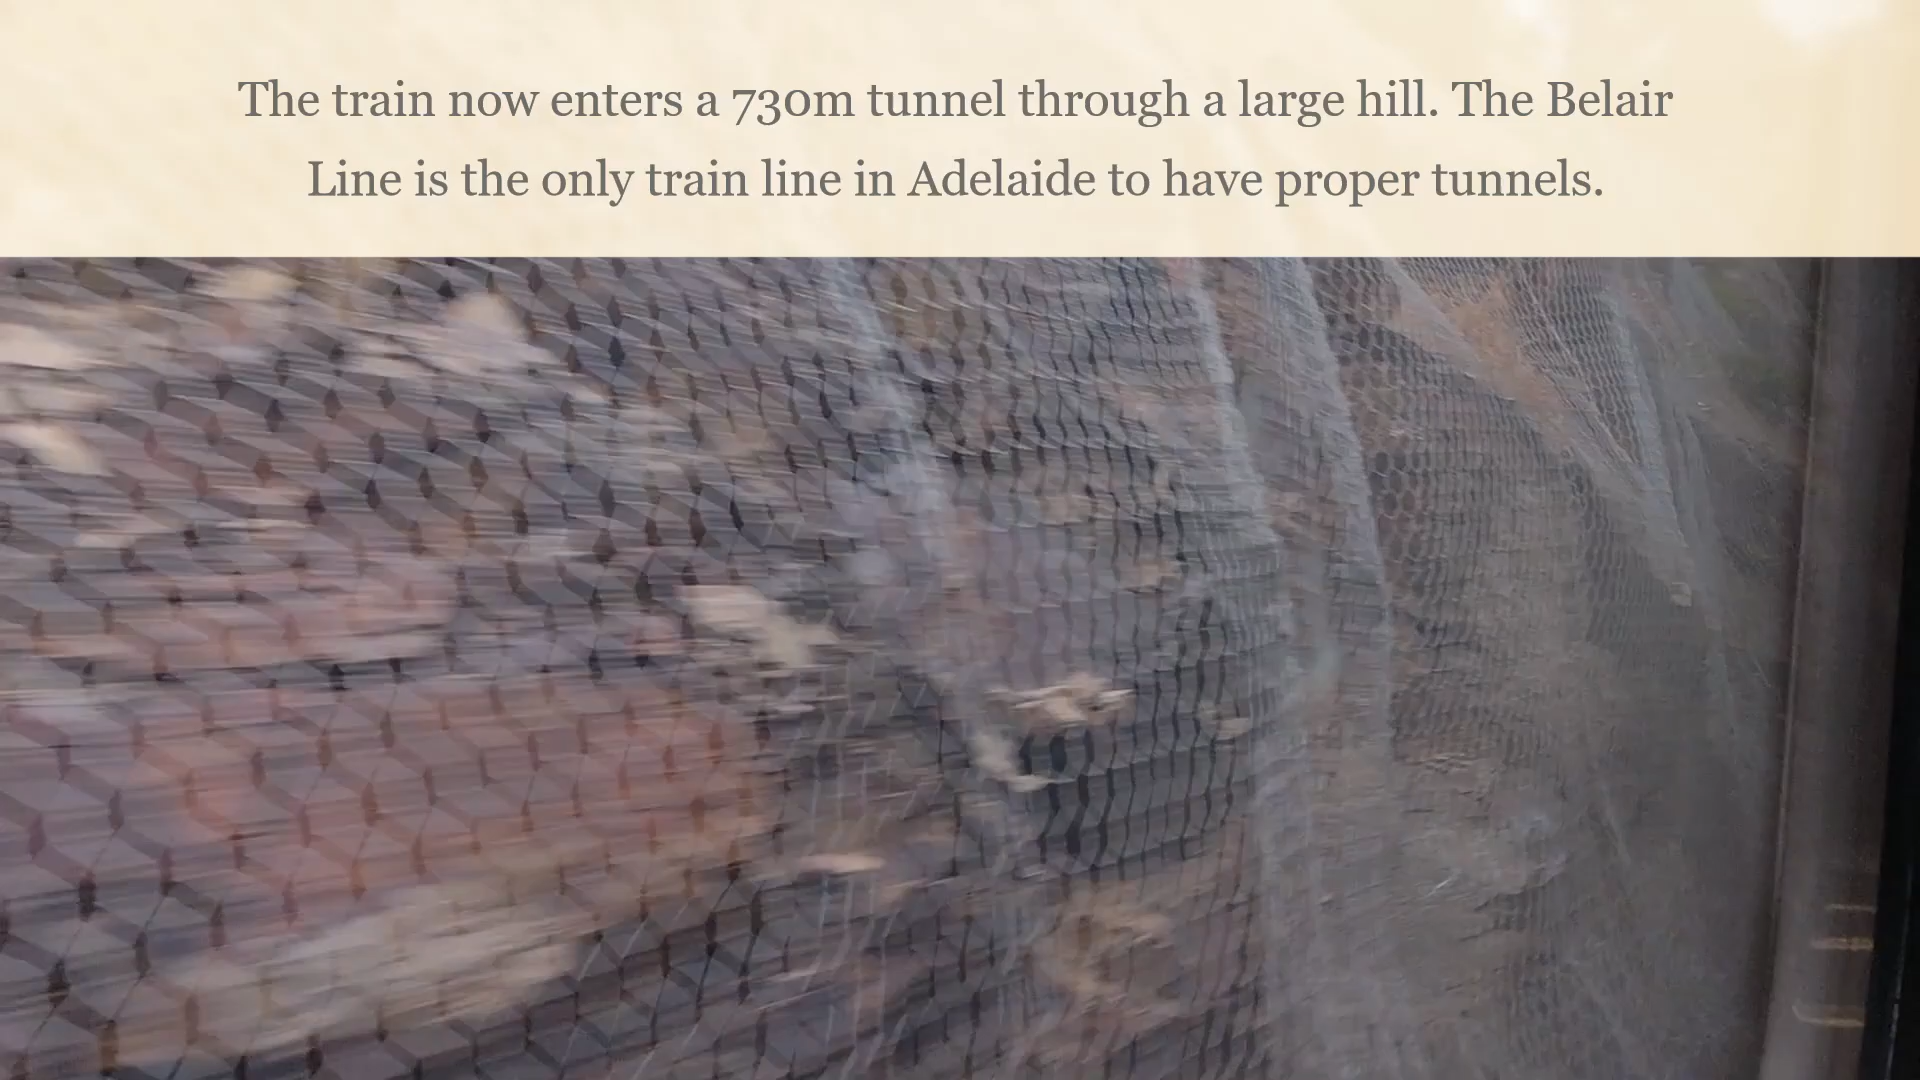 The train now enters a 730m tunnel through a large hill. The Belair
Line is the only train line in Adelaide to have proper tunnels.